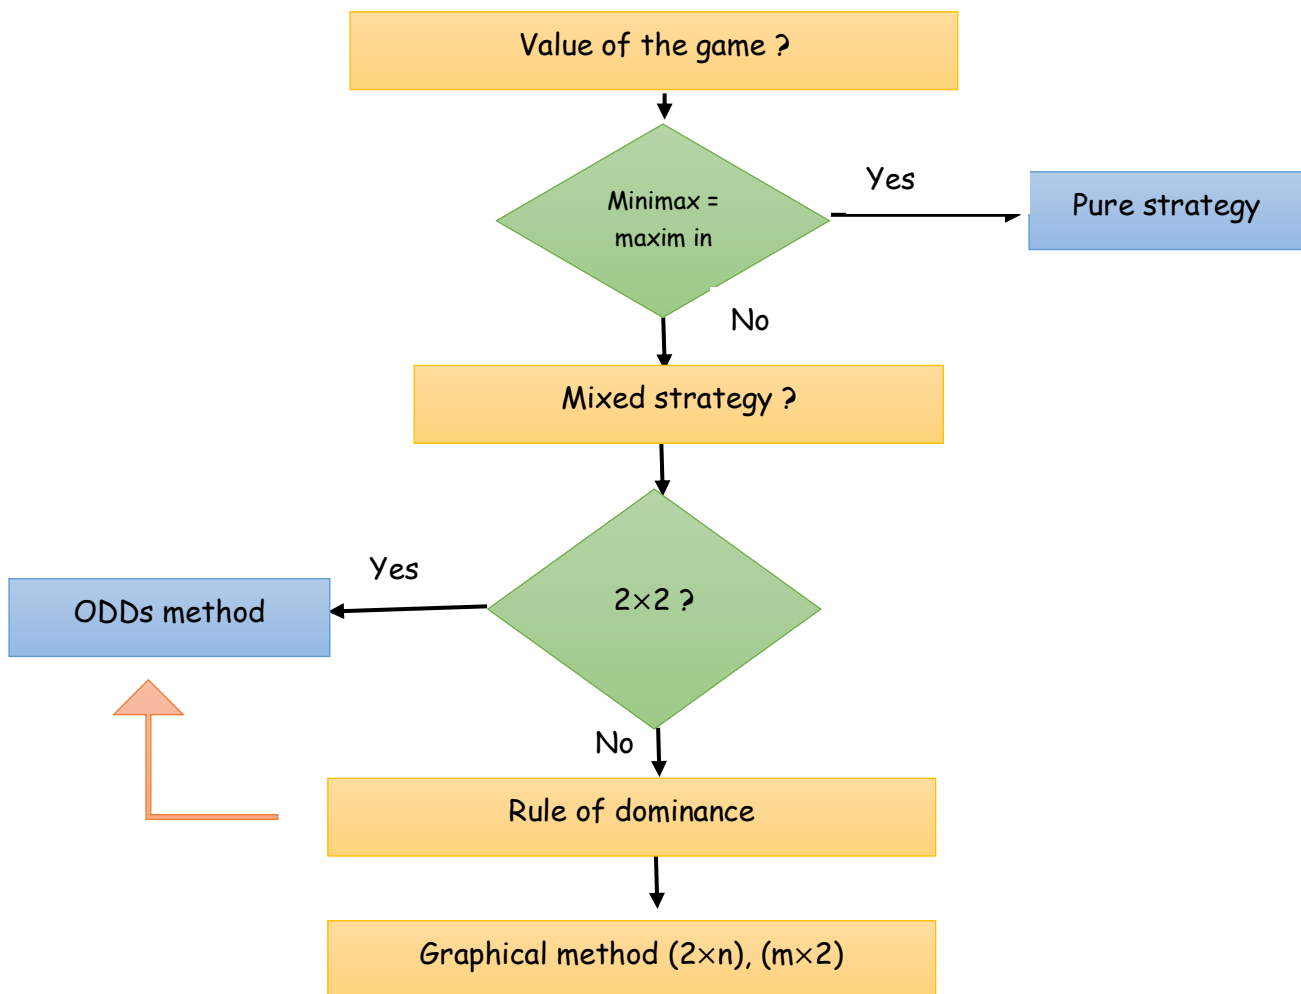 Value of the game ?
Minimax =
maxim in
Yes
Pure strategy
No
Mixed strategy ?
Yes
2×2 ?
ODDs method
No
Rule of dominance
Graphical method (2×n), (m×2)